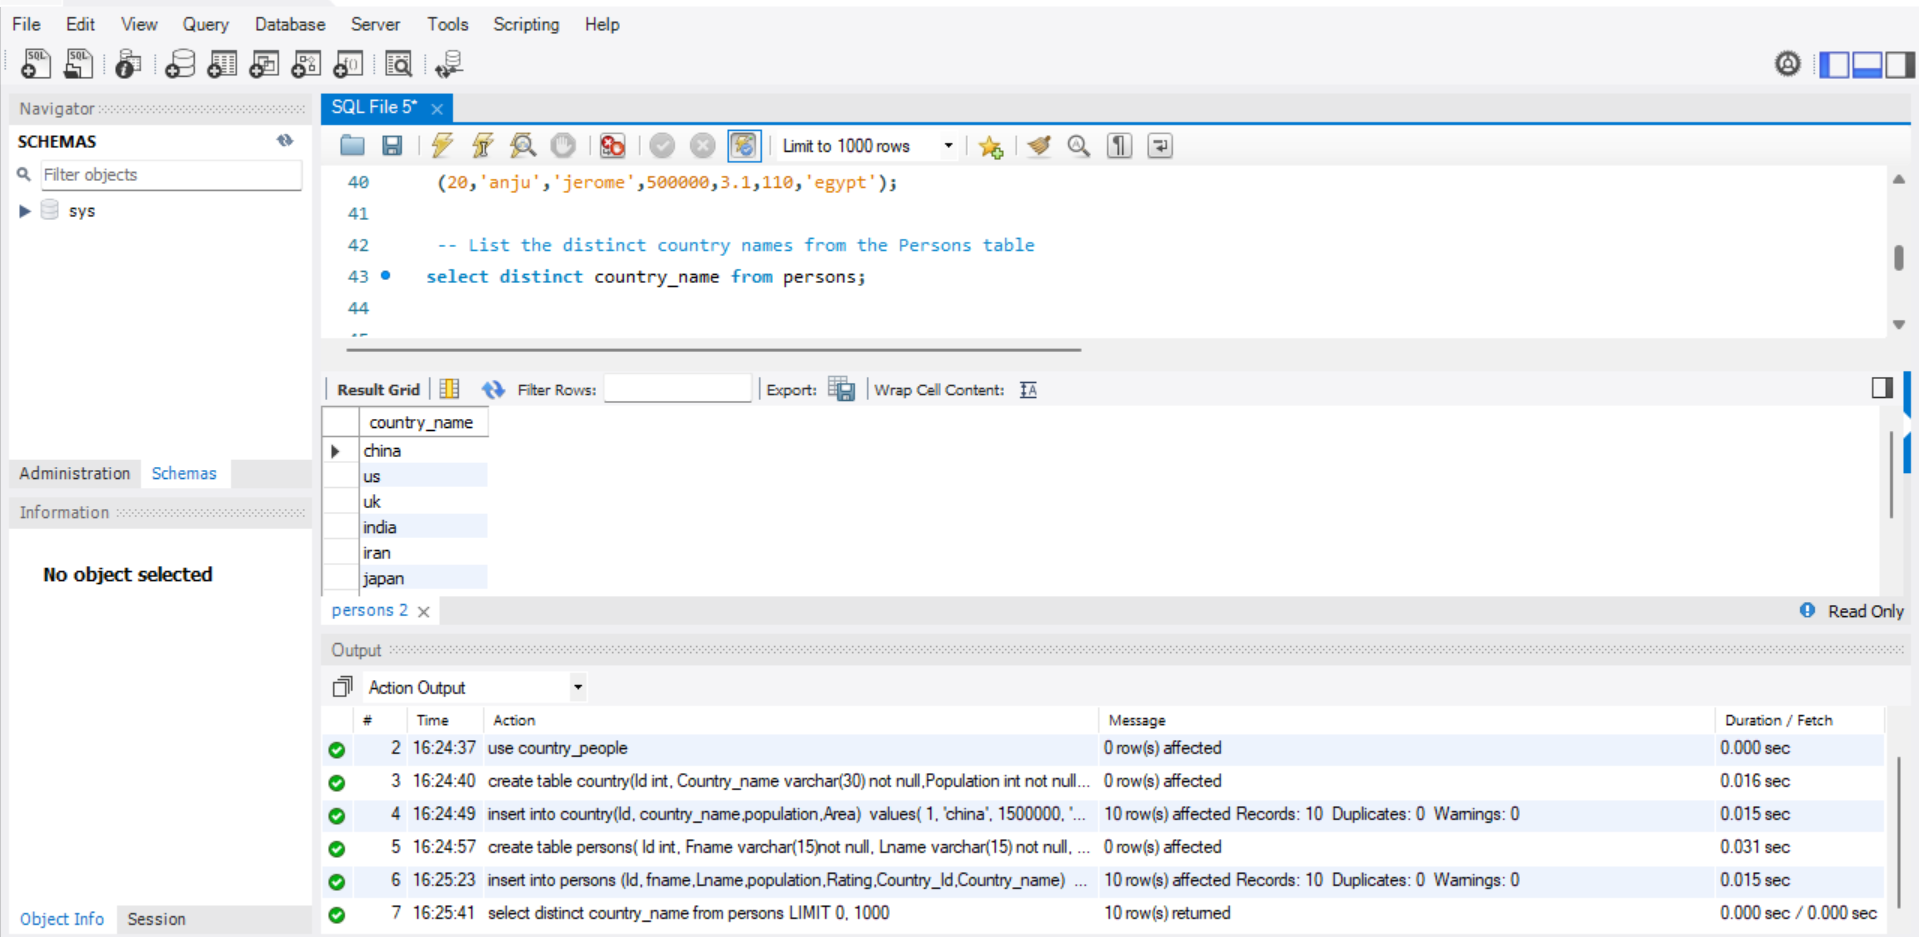 File Edit View Query Database Server Tools Scripting Help
Navigator
SCHEMAS
Filter objects
sys
Administration Schemas
Information
No object selected
Object Info Session
SQL File 5*
Limit to 1000 rows
40 (20,'anju','jerome',500000,3.1,110,'egypt');
41
42 -- List the distinct country names from the Persons table
43 select distinct country_name from persons;
44
Result Grid Filter Rows: Export: Wrap Cell Content:
country_name
china
us
uk
india
iran
japan
persons 2
Read Only
Output
Action Output
# Time Action Message Duration / Fetch
2 16:24:37 use country_people 0 row(s) affected 0.000 sec
3 16:24:40 create table country(Id int, Country_name varchar(30) not null,Population int not null... 0 row(s) affected 0.016 sec
4 16:24:49 insert into country(Id, country_name,population,Area) values( 1, 'china', 1500000, '... 10 row(s) affected Records: 10 Duplicates: 0 Warnings: 0 0.015 sec
5 16:24:57 create table persons( Id int, Fname varchar(15)not null, Lname varchar(15) not null, ... 0 row(s) affected 0.031 sec
6 16:25:23 insert into persons (Id, fname,Lname,population,Rating,Country_Id,Country_name) ... 10 row(s) affected Records: 10 Duplicates: 0 Warnings: 0 0.015 sec
7 16:25:41 select distinct country_name from persons LIMIT 0, 1000 10 row(s) returned 0.000 sec / 0.000 sec